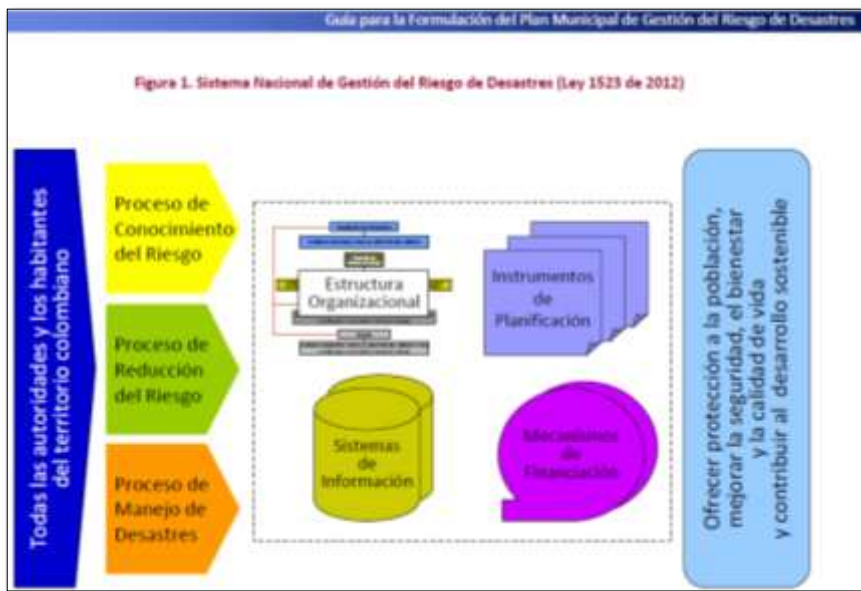 Guía para la Formulación del Plan Municipal de Gestión del Riesgo de Desastres
Figura 1. Sistema Nacional de Gestión del Riesgo de Desastres (Ley 1523 de 2012)
Todas las autoridades y los habitantes
del territorio colombiano
Proceso de
Conocimiento
del Riesgo
Proceso de
Reducción
del Riesgo
Proceso de
Manejo de
Desastres
Estructura
Organizacional
Instrumentos
de
Planificación
Sistemas
de
Información
Mecanismos
de
Financiación
Ofrecer protección a la población,
mejorar la seguridad, el bienestar
y la calidad de vida
y contribuir al desarrollo sostenible